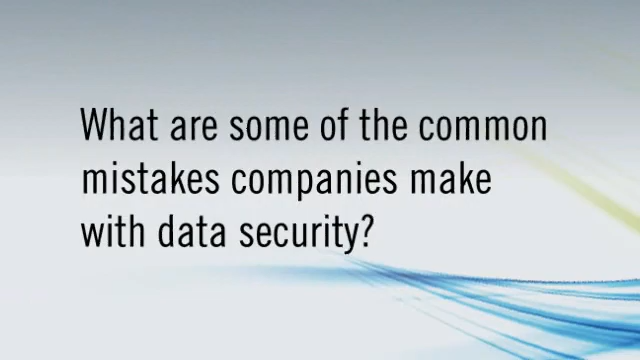 What are some of the common
mistakes companies make
with data security?